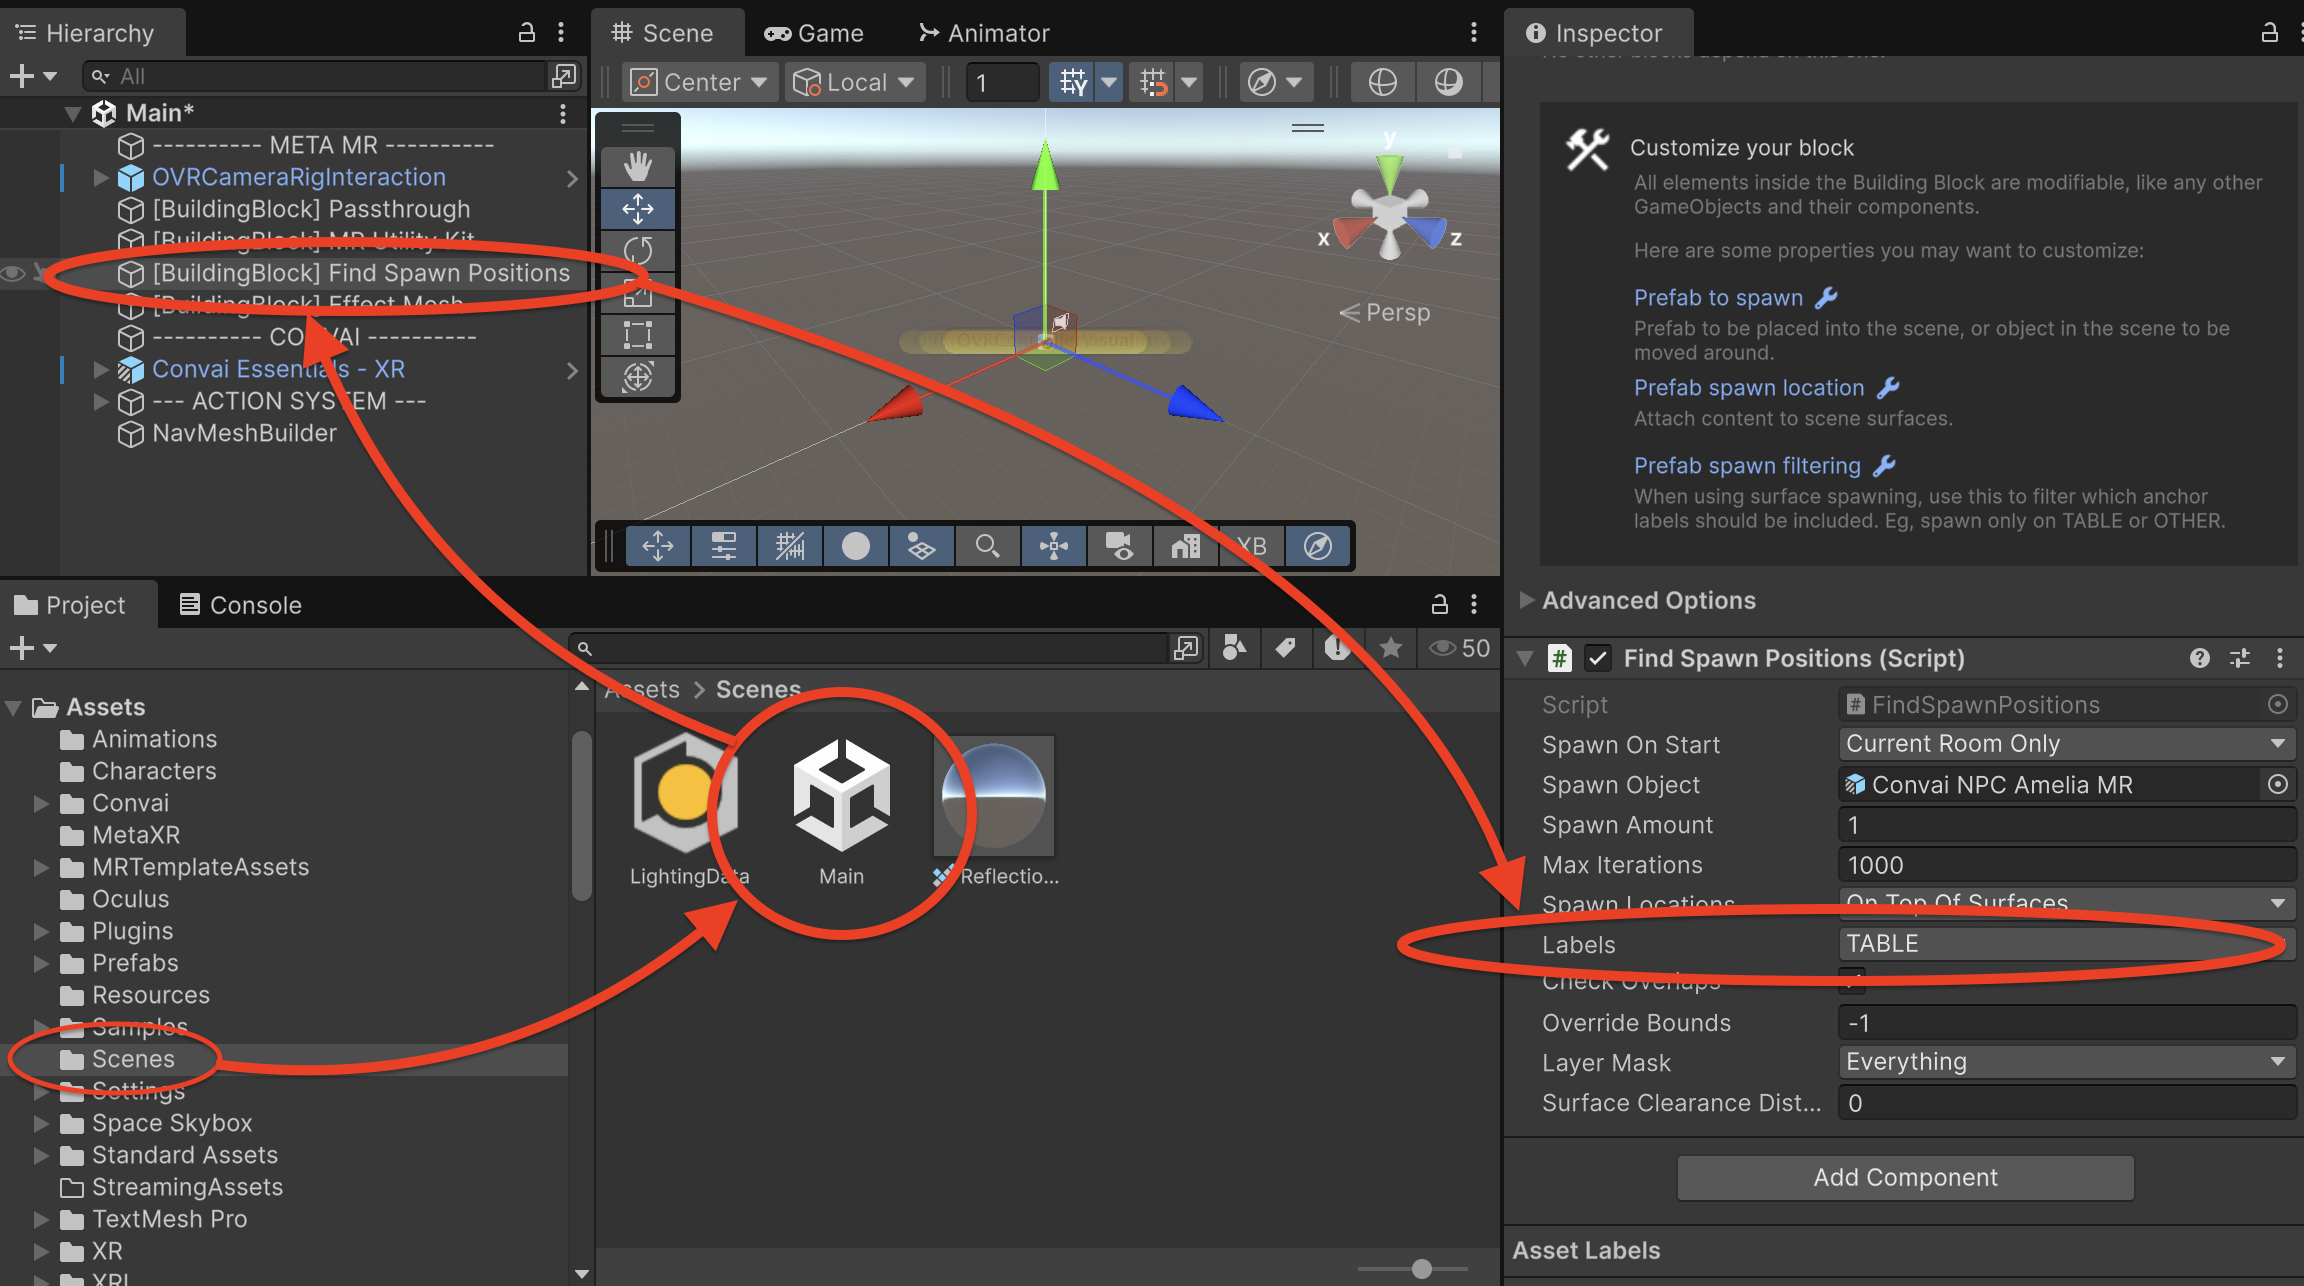 Hierarchy
All
Main*
---------- META MR ----------
OVRCameraRigInteraction
[BuildingBlock] Passthrough
[BuildingBlock] MR Utility Kit
[BuildingBlock] Find Spawn Positions
[BuildingBlock] Effect Mesh
---------- CONVAI ----------
Convai Essentials - XR
--- ACTION SYSTEM ---
NavMeshBuilder
Scene
Game
Animator
Center
Local
1
y
x
z
Persp
XB
Project
Console
50
Assets
Animations
Characters
Convai
MetaXR
MRTemplateAssets
Oculus
Plugins
Prefabs
Resources
Samples
Scenes
Settings
Space Skybox
Standard Assets
StreamingAssets
TextMesh Pro
XR
XRI
Assets > Scenes
LightingData
Main
Reflectio...
Inspector
No other blocks depend on this one.
Customize your block
All elements inside the Building Block are modifiable, like any other
GameObjects and their components.
Here are some properties you may want to customize:
Prefab to spawn
Prefab to be placed into the scene, or object in the scene to be
moved around.
Prefab spawn location
Attach content to scene surfaces.
Prefab spawn filtering
When using surface spawning, use this to filter which anchor
labels should be included. Eg, spawn only on TABLE or OTHER.
Advanced Options
# Find Spawn Positions (Script)
Script # FindSpawnPositions
Spawn On Start Current Room Only
Spawn Object Convai NPC Amelia MR
Spawn Amount 1
Max Iterations 1000
Spawn Locations On Top Of Surfaces
Labels TABLE
Check Overlaps
Override Bounds -1
Layer Mask Everything
Surface Clearance Dist... 0
Add Component
Asset Labels